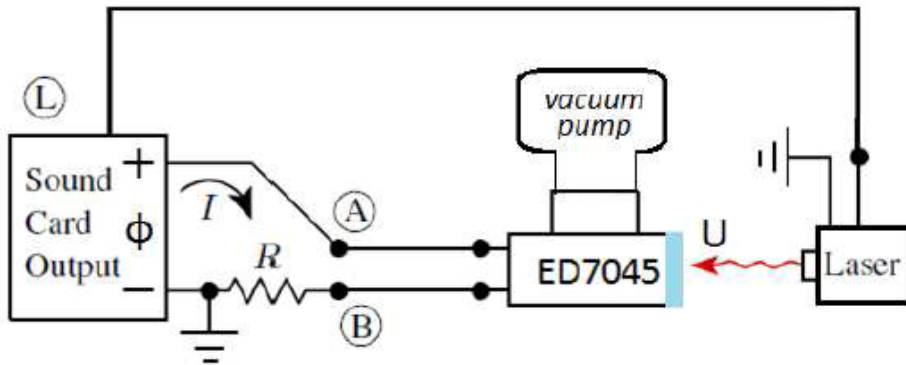 L
Sound
Card
Output
+
ϕ
−
I
R
A
B
vacuum
pump
ED7045
U
Laser